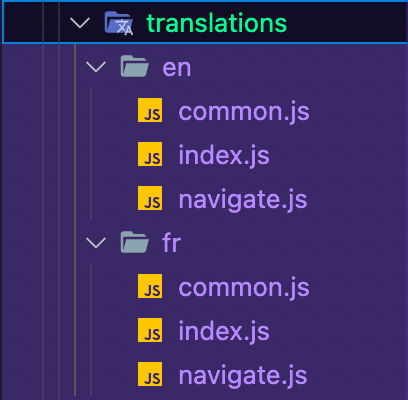 translations
en
JS common.js
JS index.js
JS navigate.js
fr
JS common.js
JS index.js
JS navigate.js